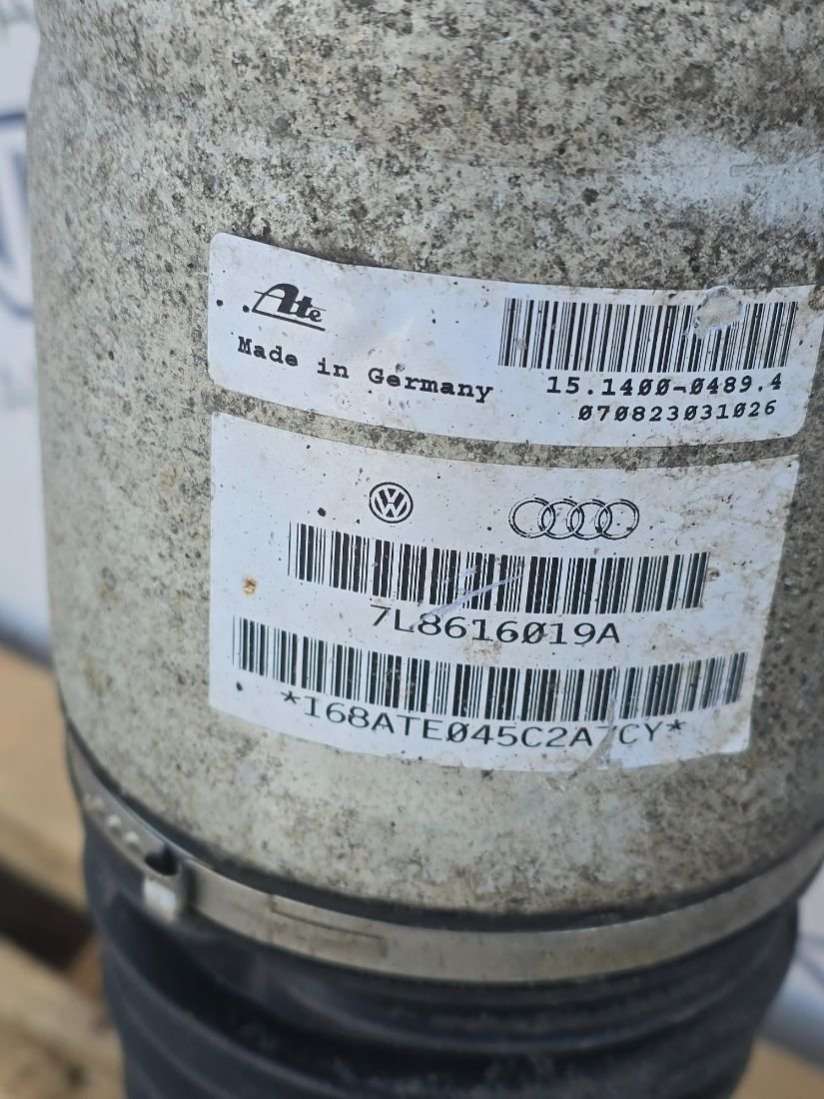 Ate
Made in Germany
15.1400-0489.4
070823031026
7L8616019A